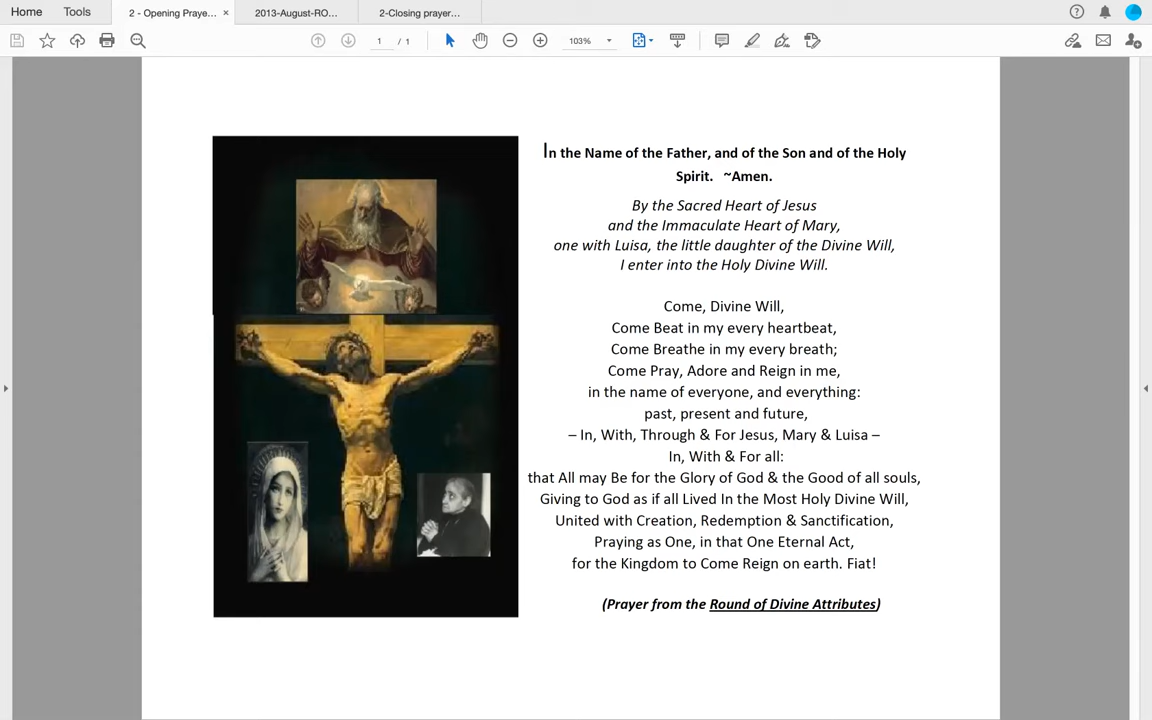 Home
Tools
2 - Opening Praye... ×
2013-August-RO...
2-Closing prayer...
1 / 1
103%
In the Name of the Father, and of the Son and of the Holy
Spirit. ~Amen.
By the Sacred Heart of Jesus
and the Immaculate Heart of Mary,
one with Luisa, the little daughter of the Divine Will,
I enter into the Holy Divine Will.
Come, Divine Will,
Come Beat in my every heartbeat,
Come Breathe in my every breath;
Come Pray, Adore and Reign in me,
in the name of everyone, and everything:
past, present and future,
– In, With, Through & For Jesus, Mary & Luisa –
In, With & For all:
that All may Be for the Glory of God & the Good of all souls,
Giving to God as if all Lived In the Most Holy Divine Will,
United with Creation, Redemption & Sanctification,
Praying as One, in that One Eternal Act,
for the Kingdom to Come Reign on earth. Fiat!
(Prayer from the Round of Divine Attributes)